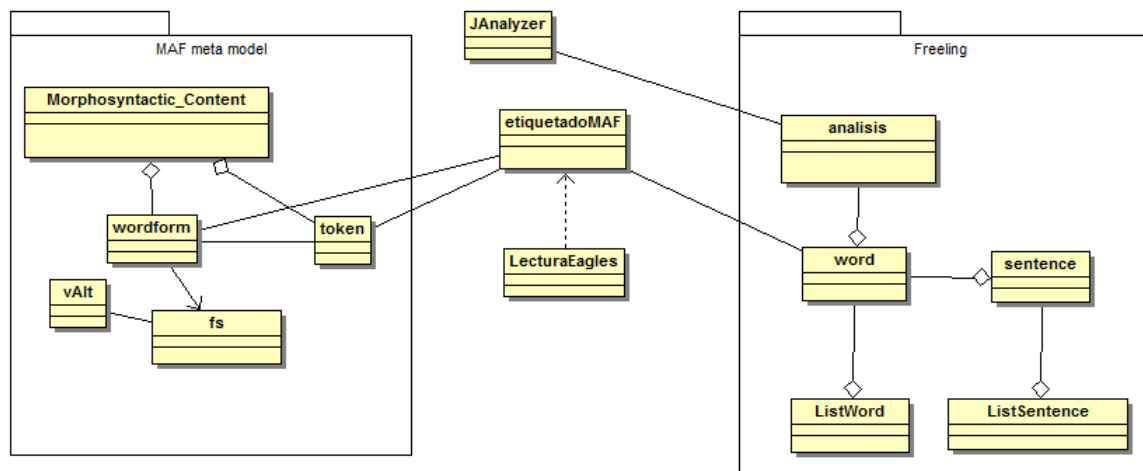 MAF meta model
Morphosyntactic_Content
wordform
token
vAlt
fs
JAnalyzer
etiquetadoMAF
LecturaEagles
Freeling
analisis
word
sentence
ListWord
ListSentence